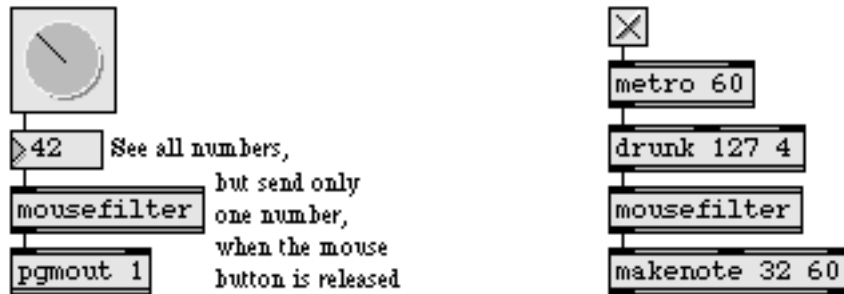 42
See all numbers,
but send only
one number,
when the mouse
button is released
mousefilter
pgmout 1
metro 60
drunk 127 4
mousefilter
makenote 32 60